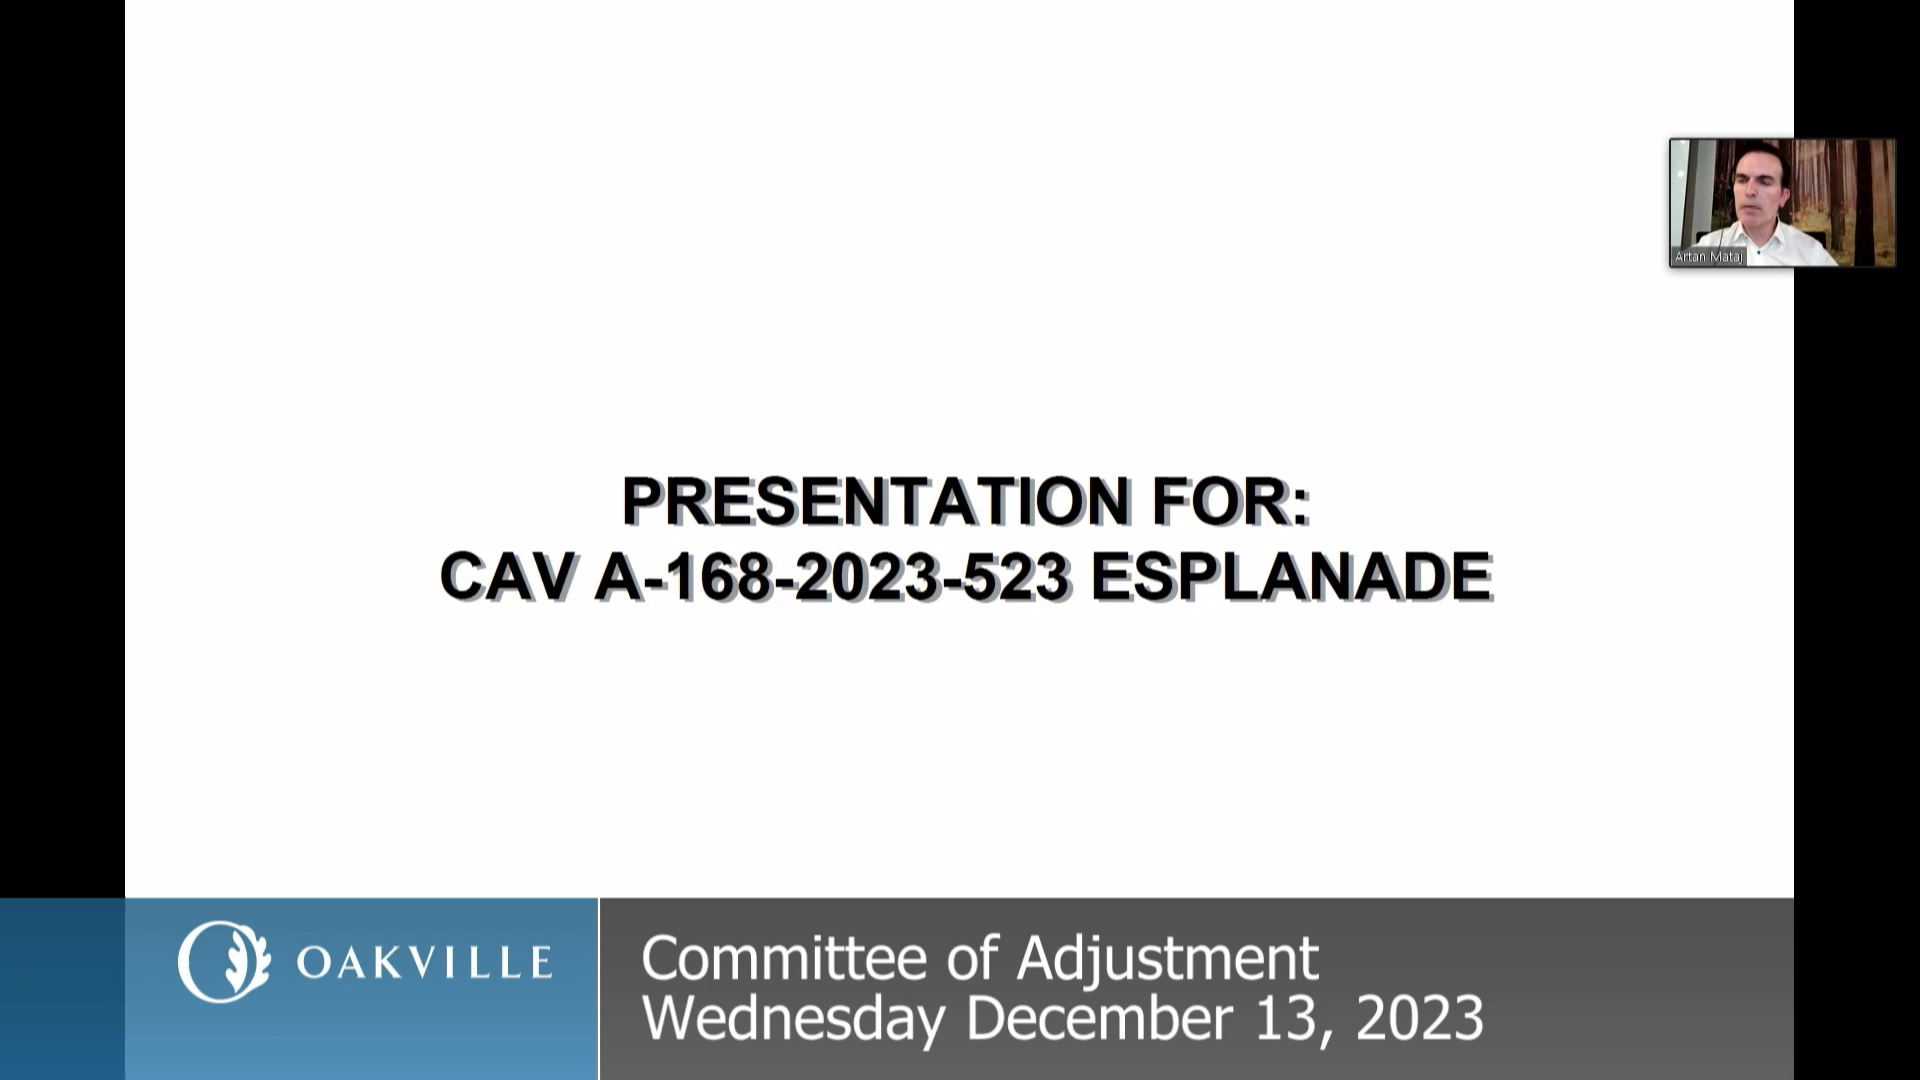 PRESENTATION FOR:
CAV A-168-2023-523 ESPLANADE
Artan Mataj
OAKVILLE
Committee of Adjustment
Wednesday December 13, 2023